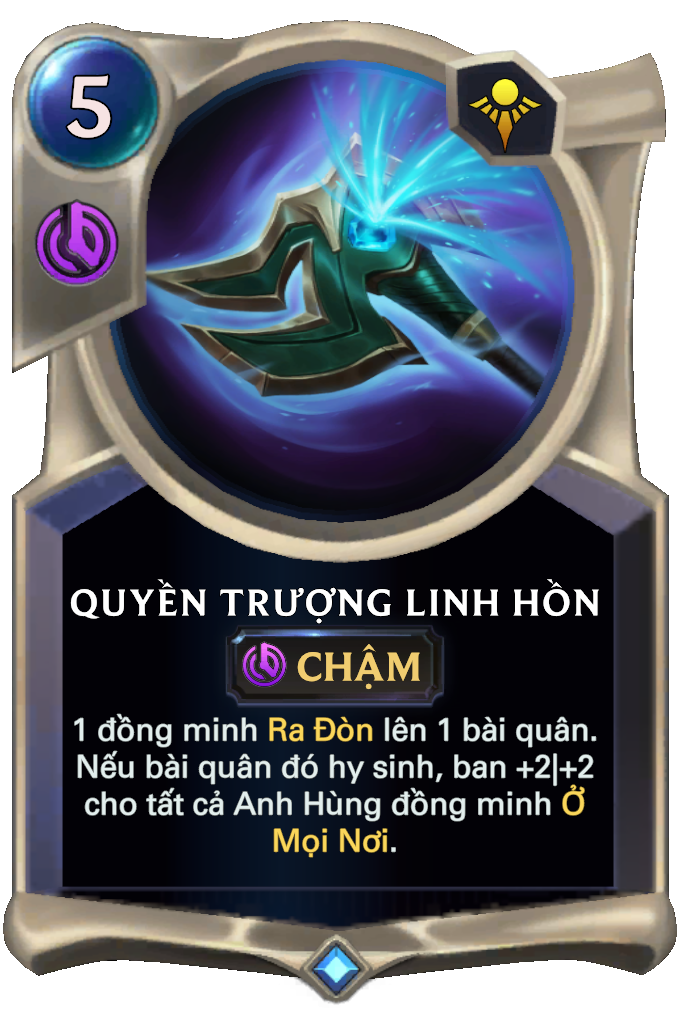 5
QUYỀN TRƯỢNG LINH HỒN
CHẬM
1 đồng minh Ra Đòn lên 1 bài quân.
Nếu bài quân đó hy sinh, ban +2|+2
cho tất cả Anh Hùng đồng minh Ở
Mọi Nơi.